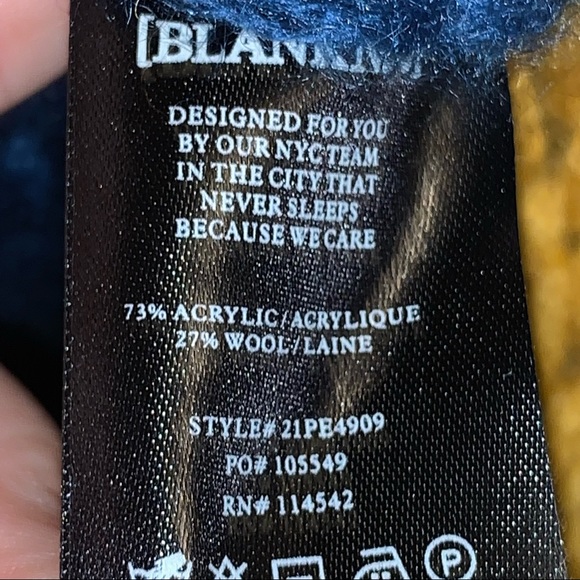 DESIGNED FOR YOU
BY OUR NYC TEAM
IN THE CITY THAT
NEVER SLEEPS
BECAUSE WE CARE
73% ACRYLIC/ACRYLIQUE
27% WOOL/LAINE
STYLE# 21PE4909
PO# 105549
RN# 114542
P